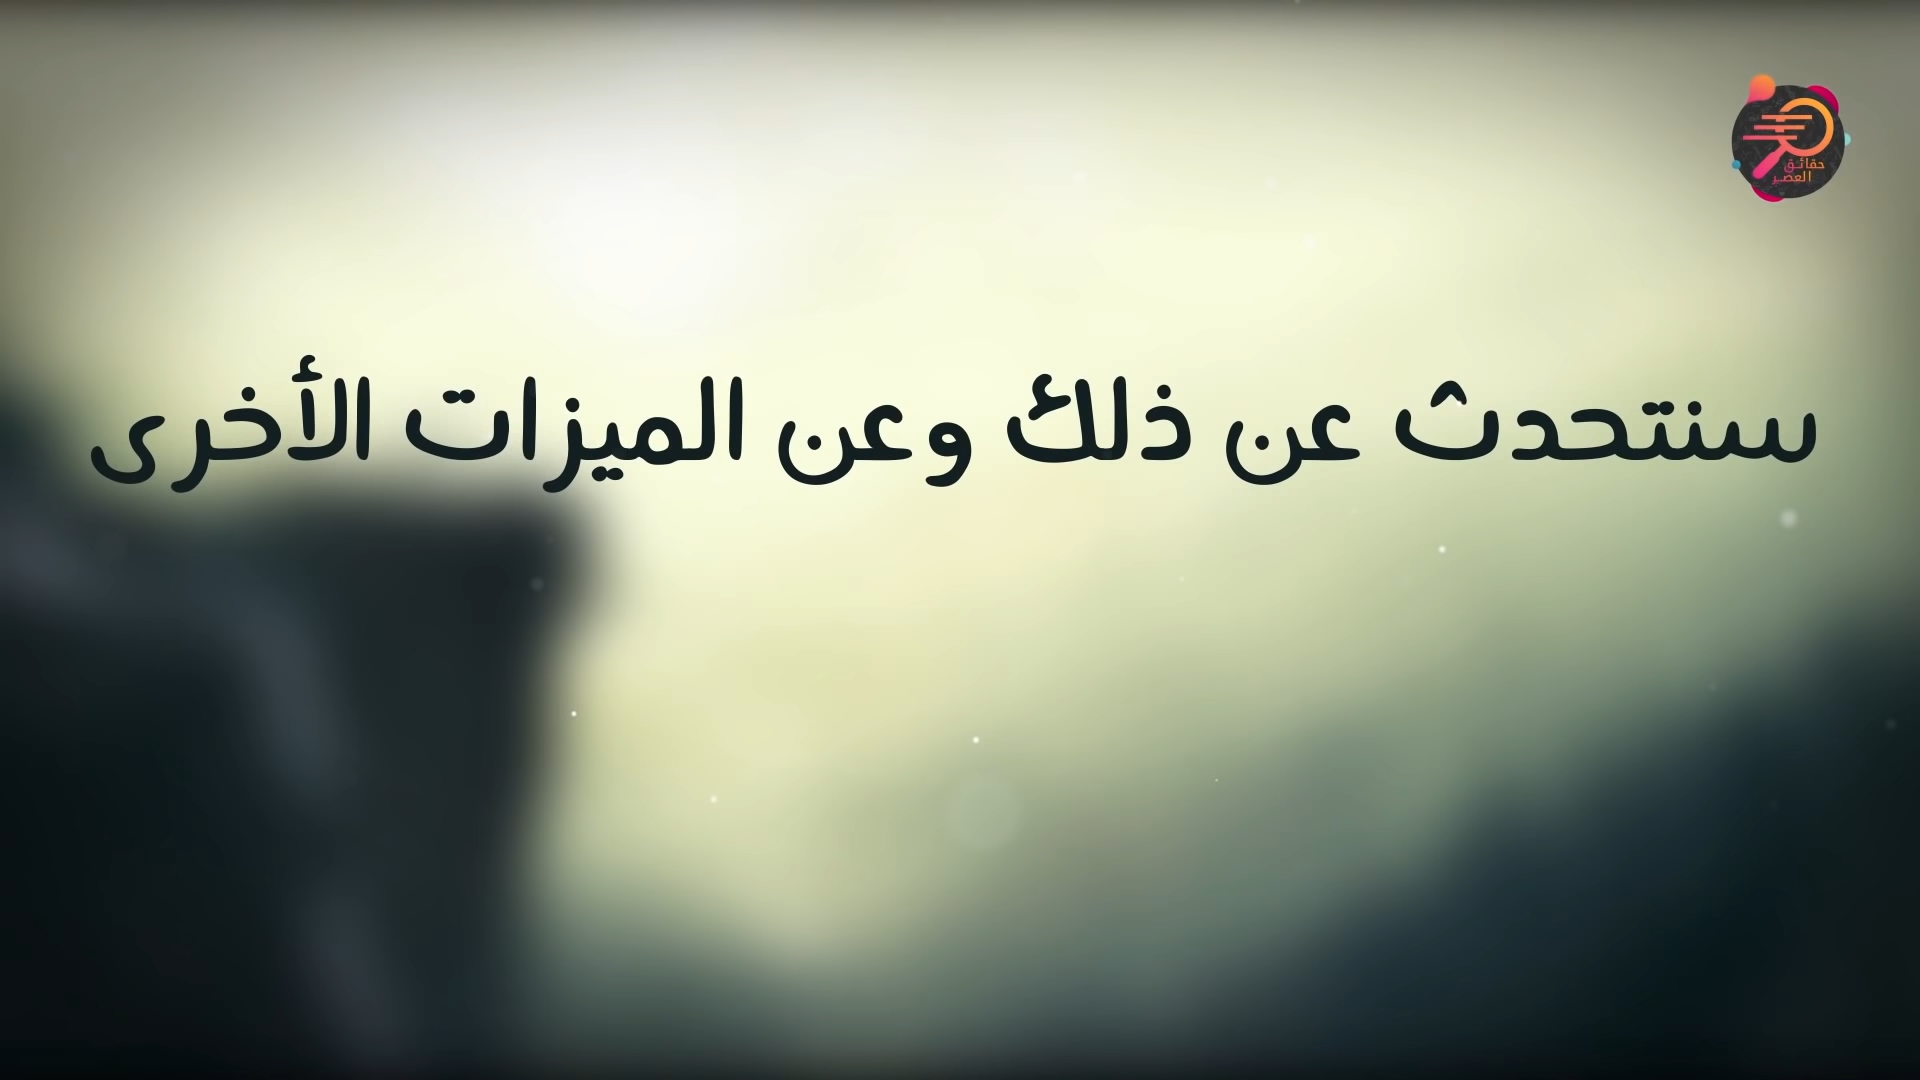 حقائق
العصر
سنتحدث عن ذلك وعن الميزات الأخرى